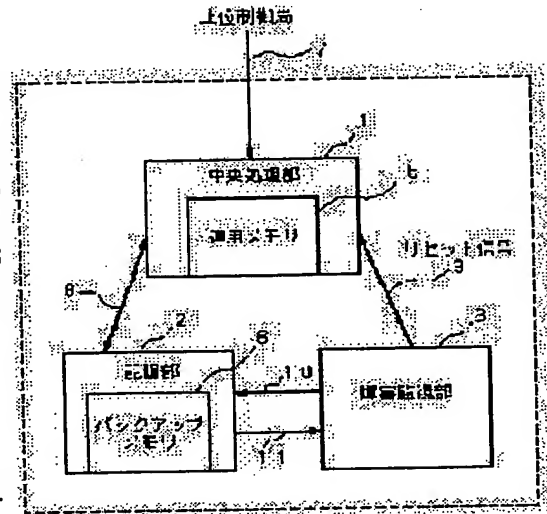 上位制御局
7
1
中央処理部
運用メモリ
リセット信号
8
9
2
3
記憶部
6
10
障害監視部
バックアップ
メモリ
11